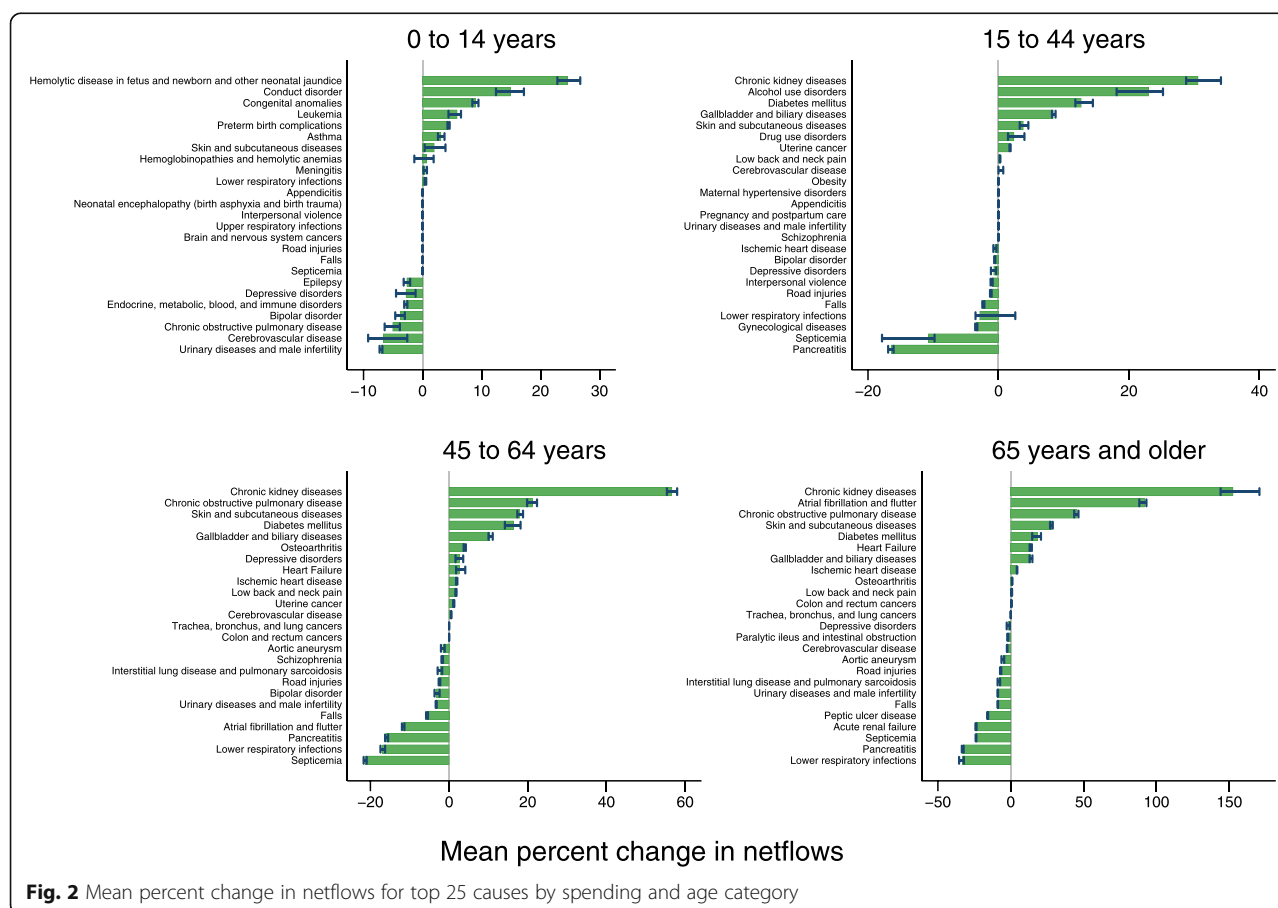 0 to 14 years
Hemolytic disease in fetus and newborn and other neonatal jaundice
Conduct disorder
Congenital anomalies
Leukemia
Preterm birth complications
Asthma
Skin and subcutaneous diseases
Hemoglobinopathies and hemolytic anemias
Meningitis
Lower respiratory infections
Appendicitis
Neonatal encephalopathy (birth asphyxia and birth trauma)
Interpersonal violence
Upper respiratory infections
Brain and nervous system cancers
Road injuries
Falls
Septicemia
Epilepsy
Depressive disorders
Endocrine, metabolic, blood, and immune disorders
Bipolar disorder
Chronic obstructive pulmonary disease
Cerebrovascular disease
Urinary diseases and male infertility
−10 0 10 20 30
15 to 44 years
Chronic kidney diseases
Alcohol use disorders
Diabetes mellitus
Gallbladder and biliary diseases
Skin and subcutaneous diseases
Drug use disorders
Uterine cancer
Low back and neck pain
Cerebrovascular disease
Obesity
Maternal hypertensive disorders
Appendicitis
Pregnancy and postpartum care
Urinary diseases and male infertility
Schizophrenia
Ischemic heart disease
Bipolar disorder
Depressive disorders
Interpersonal violence
Road injuries
Falls
Lower respiratory infections
Gynecological diseases
Septicemia
Pancreatitis
−20 0 20 40
45 to 64 years
Chronic kidney diseases
Chronic obstructive pulmonary disease
Skin and subcutaneous diseases
Diabetes mellitus
Gallbladder and biliary diseases
Osteoarthritis
Depressive disorders
Heart Failure
Ischemic heart disease
Low back and neck pain
Uterine cancer
Cerebrovascular disease
Trachea, bronchus, and lung cancers
Colon and rectum cancers
Aortic aneurysm
Schizophrenia
Interstitial lung disease and pulmonary sarcoidosis
Road injuries
Bipolar disorder
Urinary diseases and male infertility
Falls
Atrial fibrillation and flutter
Pancreatitis
Lower respiratory infections
Septicemia
−20 0 20 40 60
65 years and older
Chronic kidney diseases
Atrial fibrillation and flutter
Chronic obstructive pulmonary disease
Skin and subcutaneous diseases
Diabetes mellitus
Heart Failure
Gallbladder and biliary diseases
Ischemic heart disease
Osteoarthritis
Low back and neck pain
Colon and rectum cancers
Trachea, bronchus, and lung cancers
Depressive disorders
Paralytic ileus and intestinal obstruction
Cerebrovascular disease
Aortic aneurysm
Road injuries
Interstitial lung disease and pulmonary sarcoidosis
Urinary diseases and male infertility
Falls
Peptic ulcer disease
Acute renal failure
Septicemia
Pancreatitis
Lower respiratory infections
−50 0 50 100 150
Mean percent change in netflows
Fig. 2 Mean percent change in netflows for top 25 causes by spending and age category